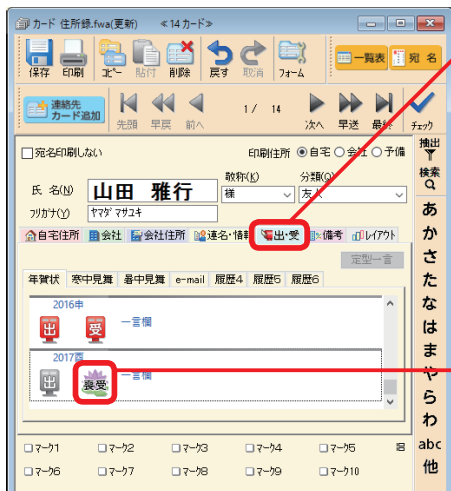 カード 住所録.fwa(更新) ≪14カード≫
保存 印刷 コピー 貼付 削除 戻す 取消 フォーム 一覧表 宛 名
連絡先
カード追加
先頭 早戻 前へ 1 / 14 次へ 早送 最終 チェック
宛名印刷しない 印刷住所 自宅 会社 予備 抽出
敬称(K) 分類(Q) 検索
氏 名(N) 山田 雅行 様 友人
フリガナ(Y) ヤマダ マサユキ
自宅住所 会社 会社住所 連名・情報 出・受 備考 レイアウト
定型一言
年賀状 寒中見舞 暑中見舞 e-mail 履歴4 履歴5 履歴6
2016申
出 受 一言欄
2017酉
出 喪受 一言欄
マーク1 マーク2 マーク3 マーク4 マーク5
マーク6 マーク7 マーク8 マーク9 マーク10
あ
か
さ
た
な
は
ま
や
ら
わ
abc
他